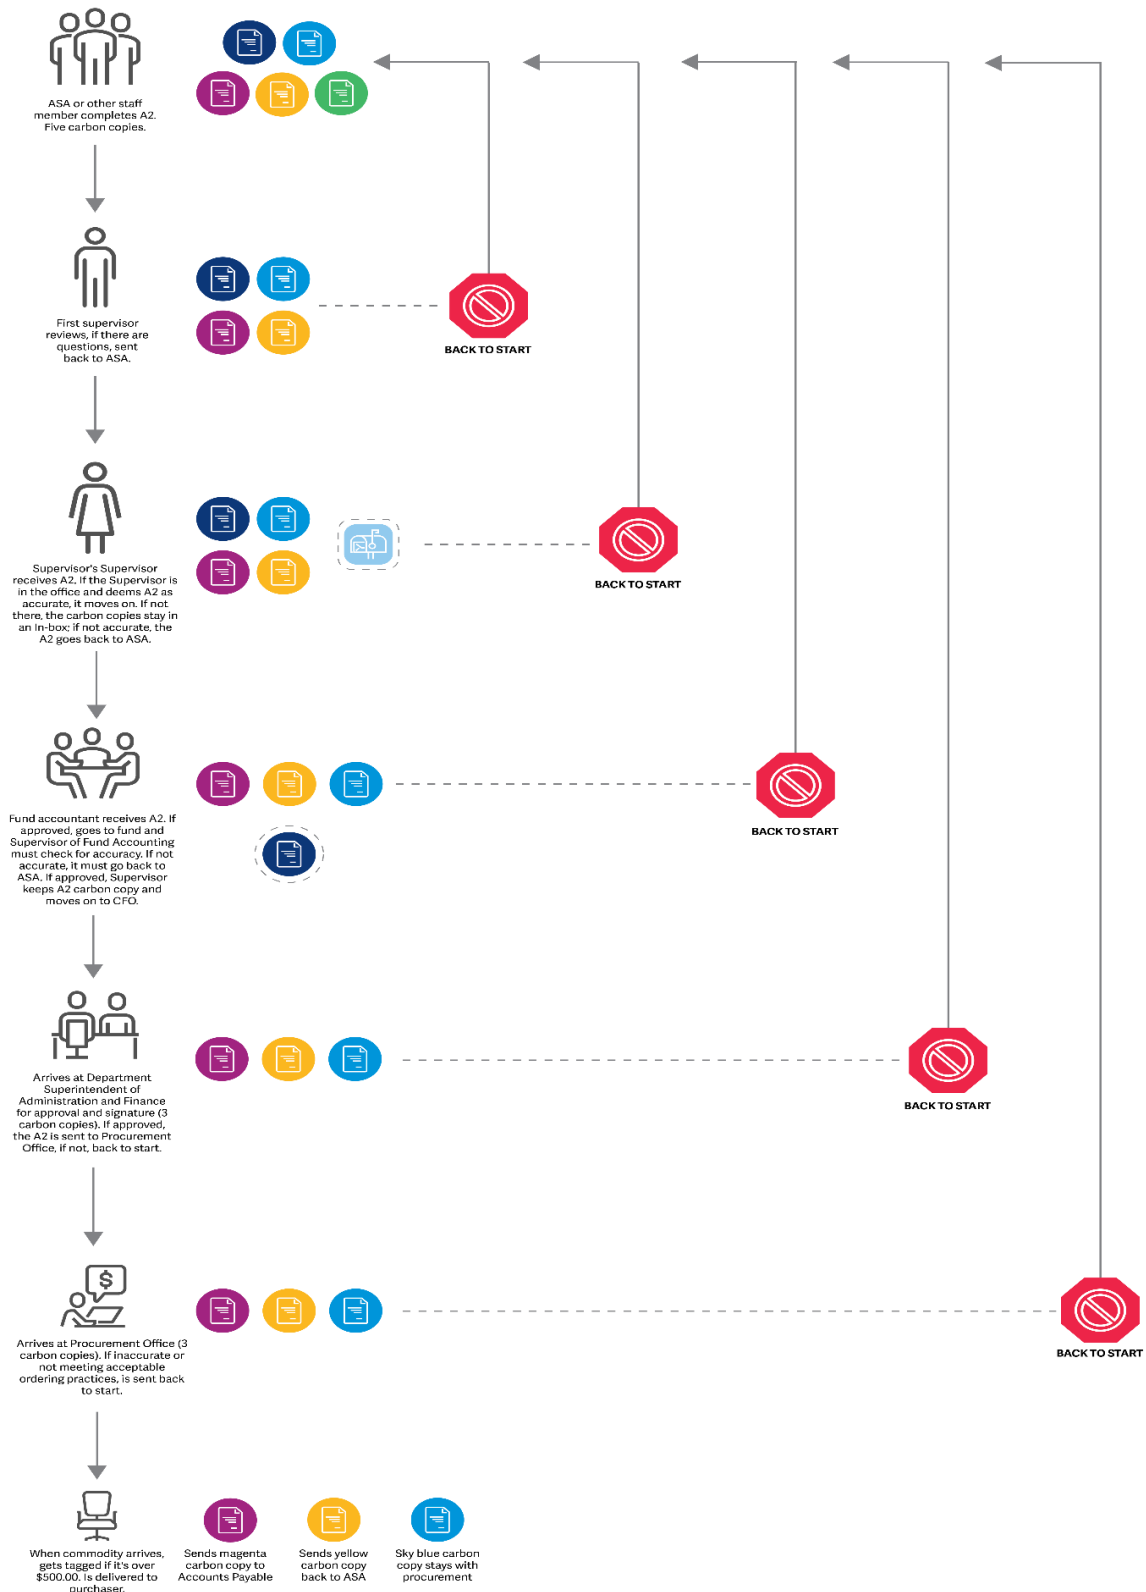 ASA or other staff
member completes A2.
Five carbon copies.
First supervisor
reviews, if there are
questions, sent
back to ASA.
BACK TO START
Supervisor's Supervisor
receives A2. If the Supervisor is
in the office and deems A2 as
accurate, it moves on. If not
there, the carbon copies stay in
an In-box; if not accurate, the
A2 goes back to ASA.
BACK TO START
Fund accountant receives A2. If
approved, goes to fund and
Supervisor of Fund Accounting
must check for accuracy. If not
accurate, it must go back to
ASA. If approved, Supervisor
keeps A2 carbon copy and
moves on to CFO.
BACK TO START
Arrives at Department
Superintendent of
Administration and Finance
for approval and signature (3
carbon copies). If approved,
the A2 is sent to Procurement
Office, if not, back to start.
BACK TO START
$
Arrives at Procurement Office (3
carbon copies). If inaccurate or
not meeting acceptable
ordering practices, is sent back
to start.
BACK TO START
When commodity arrives,
gets tagged if it's over
$500.00. Is delivered to
purchaser.
Sends magenta
carbon copy to
Accounts Payable
Sends yellow
carbon copy
back to ASA
Sky blue carbon
copy stays with
procurement